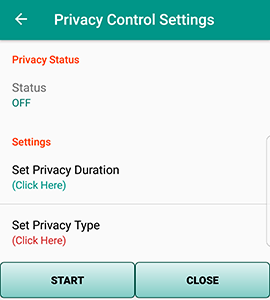 Privacy Control Settings
Privacy Status
Status
OFF
Settings
Set Privacy Duration
(Click Here)
Set Privacy Type
(Click Here)
START
CLOSE